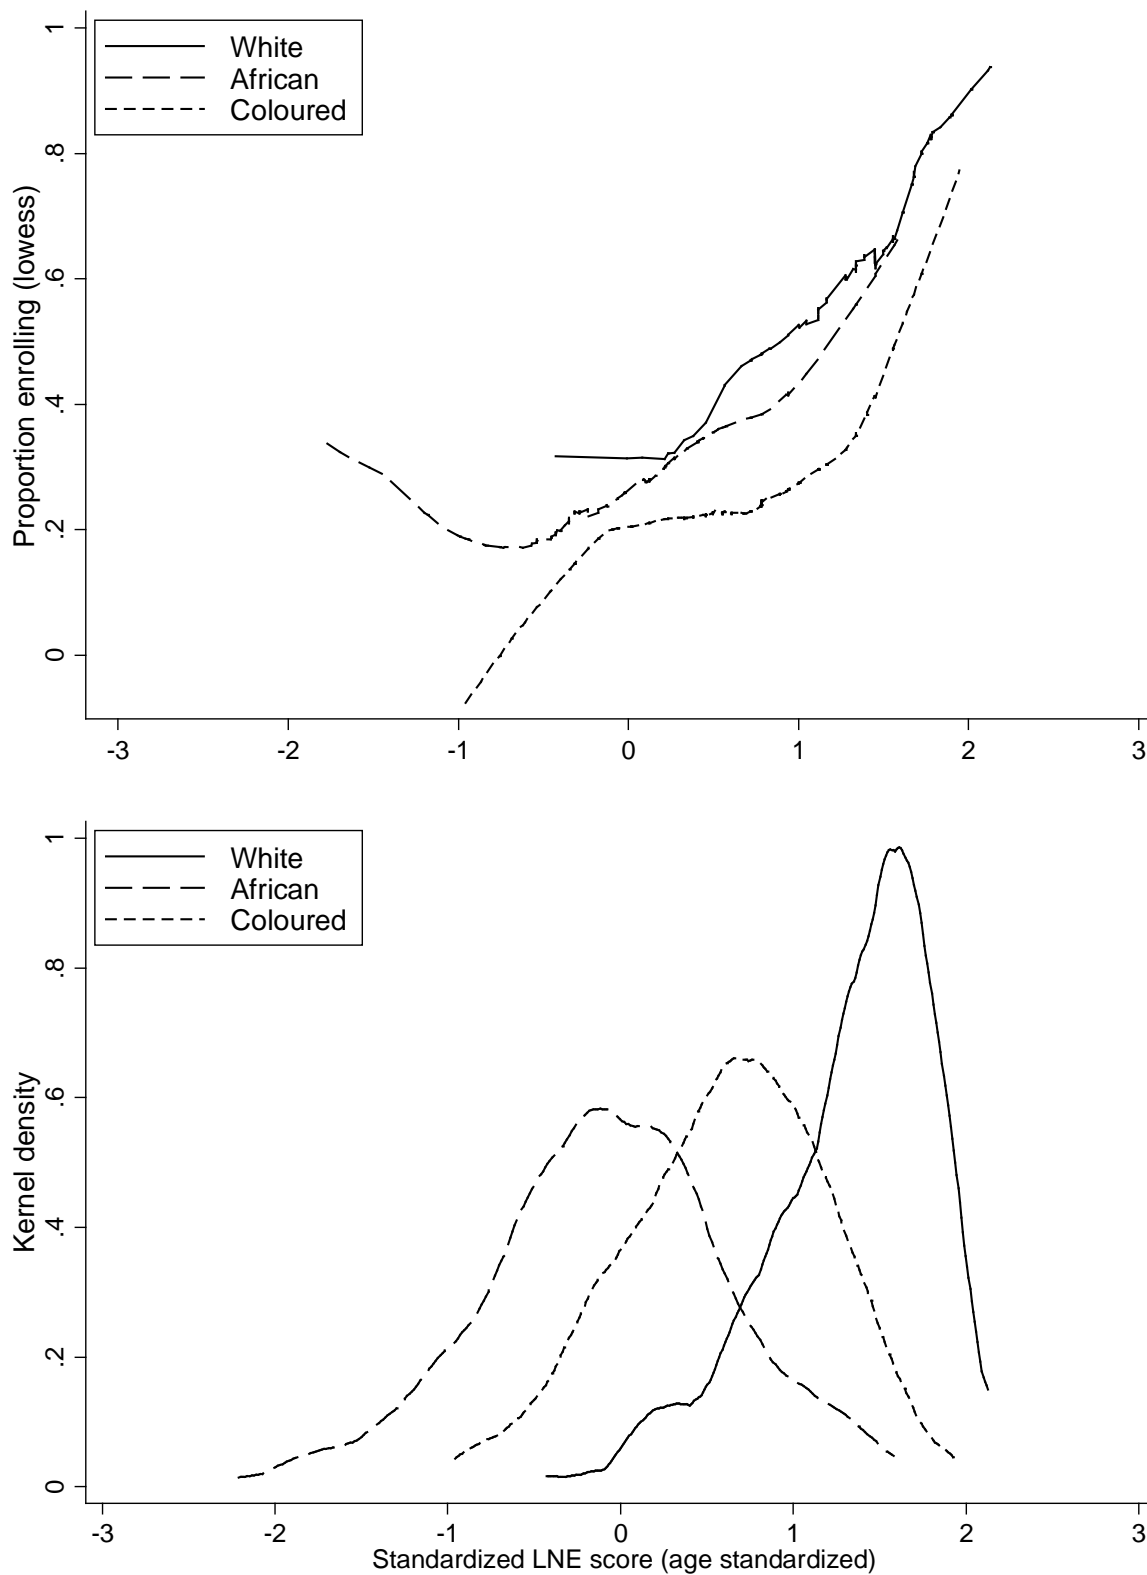 1
.8
.6
.4
.2
0
Proportion enrolling (lowess)
White
African
Coloured
-3 -2 -1 0 1 2 3
1
.8
.6
.4
.2
0
Kernel density
White
African
Coloured
-3 -2 -1 0 1 2 3
Standardized LNE score (age standardized)